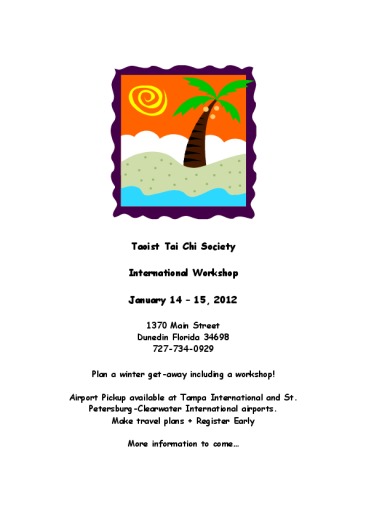 Taoist Tai Chi Society
International Workshop
January 14 – 15, 2012
1370 Main Street
Dunedin Florida 34698
727-734-0929
Plan a winter get-away including a workshop!
Airport Pickup available at Tampa International and St.
Petersburg-Clearwater International airports.
Make travel plans + Register Early
More information to come…